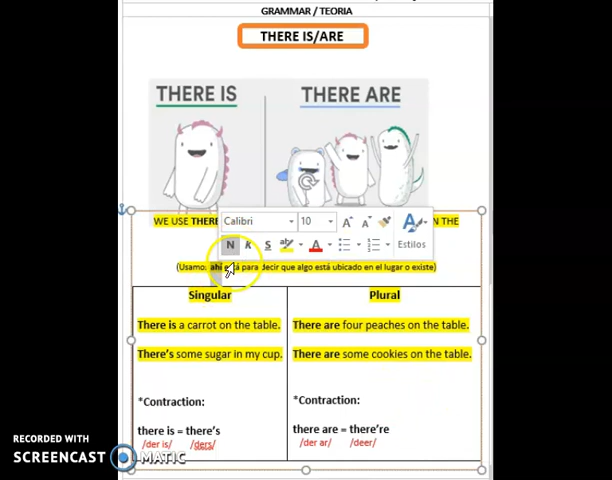 GRAMMAR / TEORIA
THERE IS/ARE
THERE IS
THERE ARE
WE USE THERE
N THE
Calibri 10
N K S Estilos
(Usamos ahí está para decir que algo está ubicado en el lugar o existe)
Singular Plural
There is a carrot on the table. There are four peaches on the table.
There's some sugar in my cup. There are some cookies on the table.
*Contraction: *Contraction:
there is = there's there are = there're
/der is/ /ders/ /der ar/ /deer/
RECORDED WITH
SCREENCAST MATIC